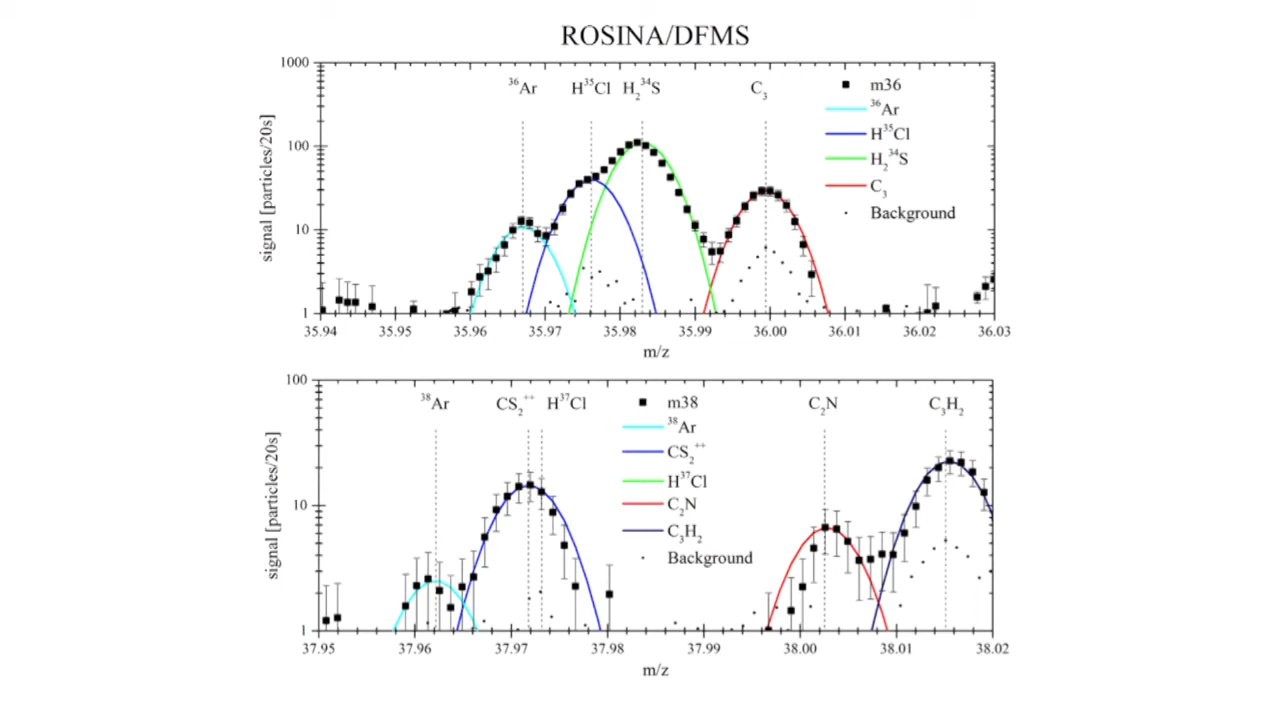 ROSINA/DFMS
³⁶Ar H³⁵Cl H₂³⁴S C₃
m36
³⁶Ar
H³⁵Cl
H₂³⁴S
C₃
Background
signal [particles/20s]
1000
100
10
1
35.94 35.95 35.96 35.97 35.98 35.99 36.00 36.01 36.02 36.03
m/z
³⁸Ar CS₂⁺⁺ H³⁷Cl C₂N C₃H₂
m38
³⁸Ar
CS₂⁺⁺
H³⁷Cl
C₂N
C₃H₂
Background
signal [particles/20s]
100
10
1
37.95 37.96 37.97 37.98 37.99 38.00 38.01 38.02
m/z